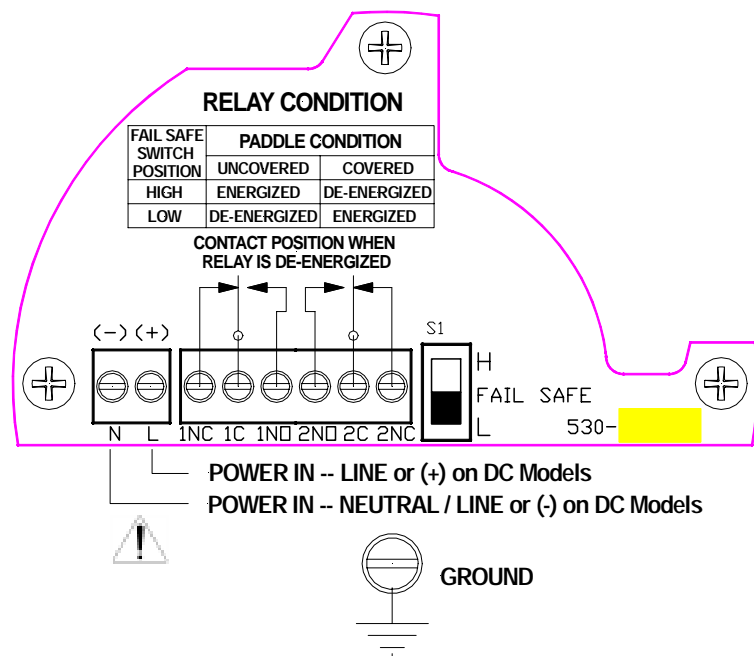 RELAY CONDITION
FAIL SAFE SWITCH POSITION
PADDLE CONDITION
UNCOVERED COVERED
HIGH ENERGIZED DE-ENERGIZED
LOW DE-ENERGIZED ENERGIZED
CONTACT POSITION WHEN
RELAY IS DE-ENERGIZED
S1
(-) (+)
H
FAIL SAFE
L
530-
N L 1NC 1C 1NO 2NO 2C 2NC
POWER IN -- LINE or (+) on DC Models
POWER IN -- NEUTRAL / LINE or (-) on DC Models
!
GROUND